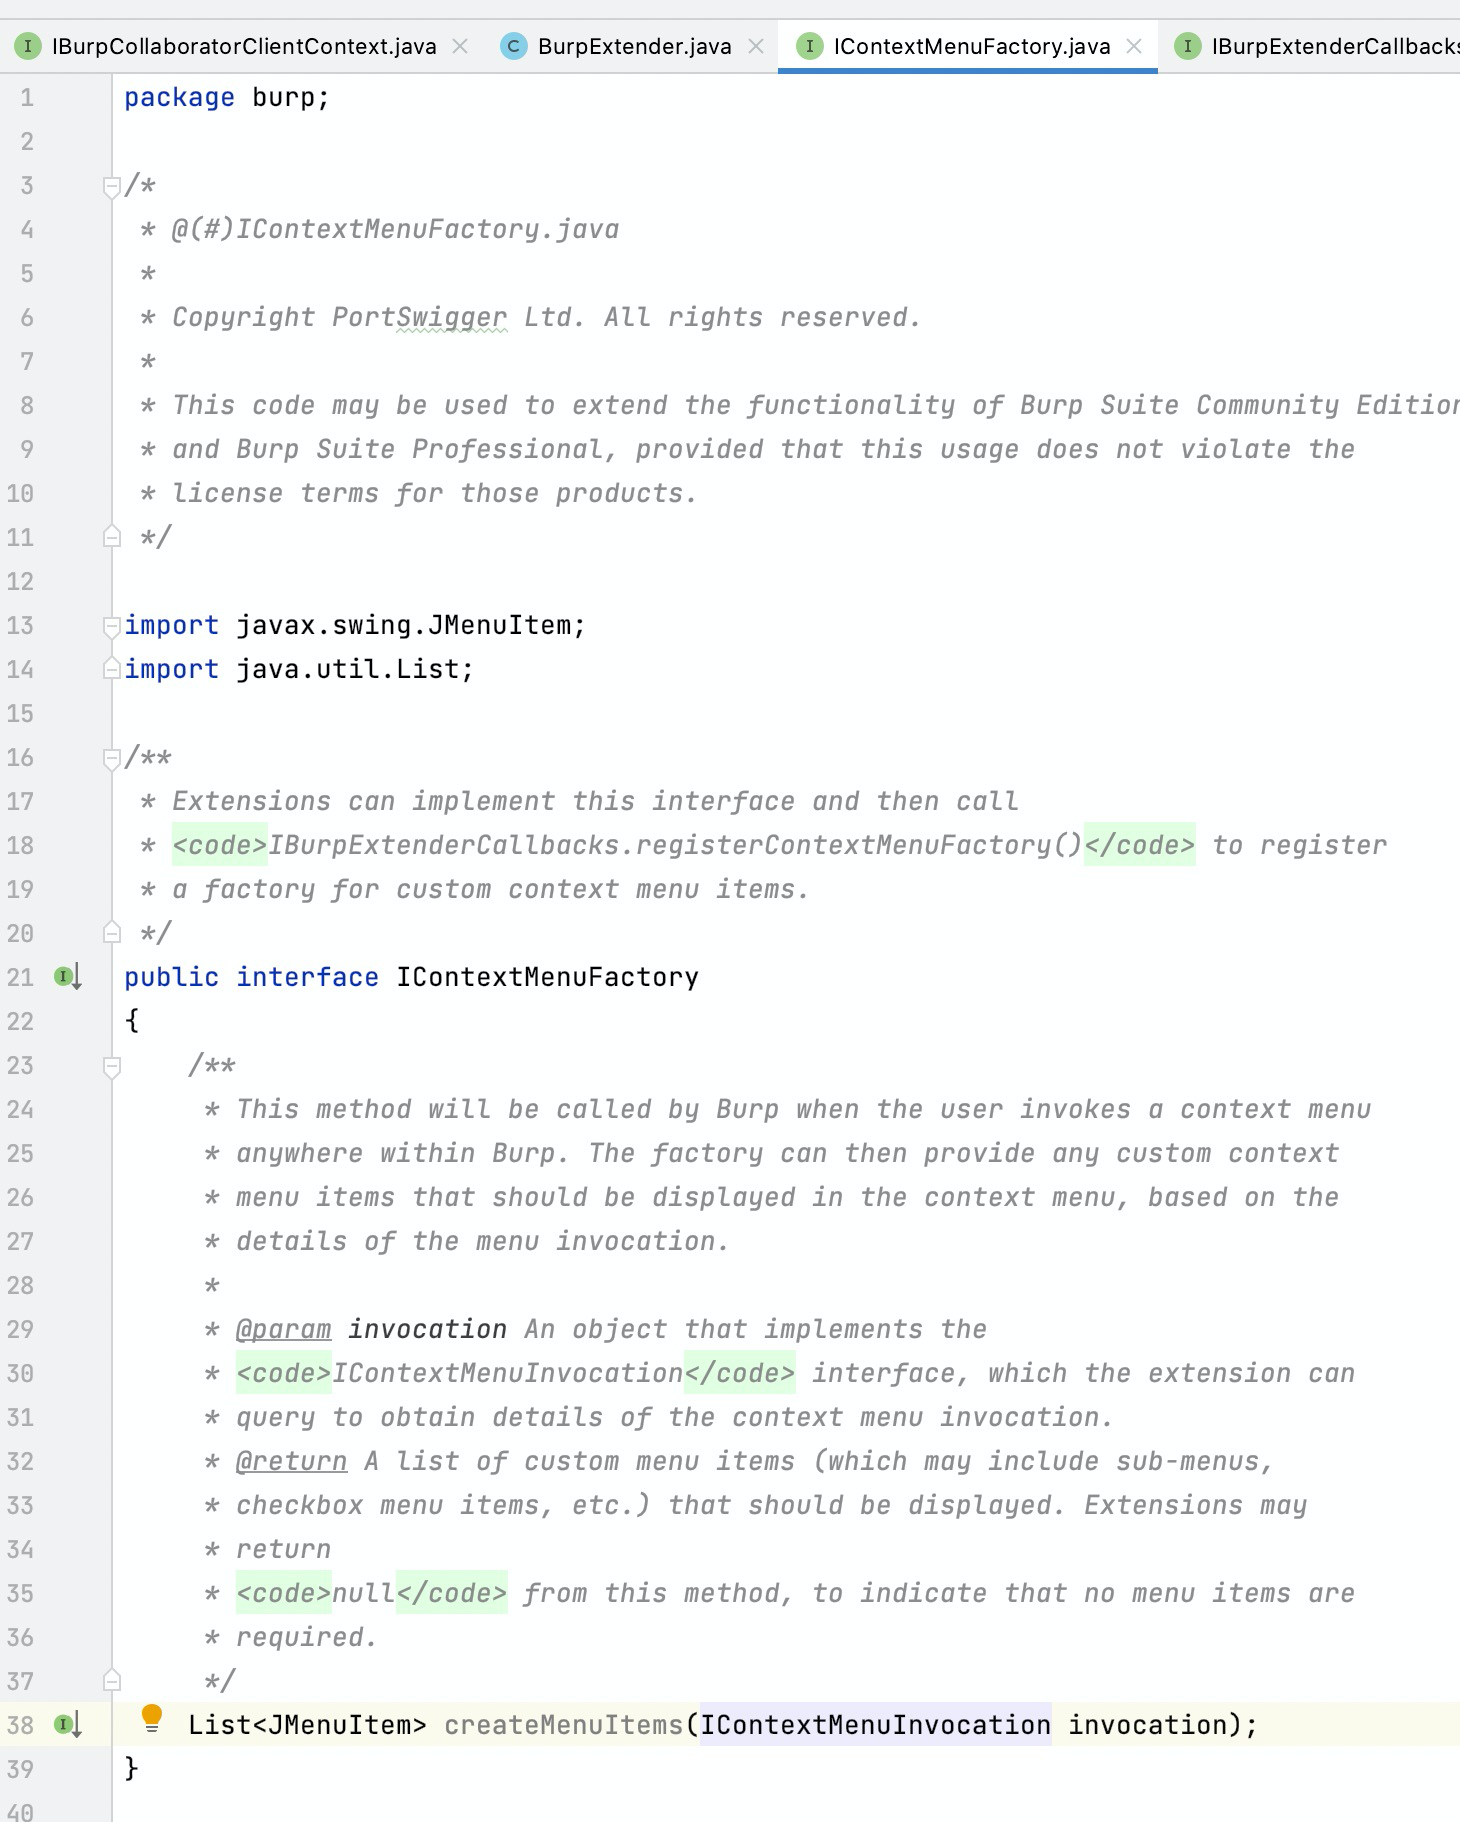 IBurpCollaboratorClientContext.java BurpExtender.java IContextMenuFactory.java IBurpExtenderCallbacks
1 package burp;
2
3 /*
4 * @(#)IContextMenuFactory.java
5 *
6 * Copyright PortSwigger Ltd. All rights reserved.
7 *
8 * This code may be used to extend the functionality of Burp Suite Community Edition
9 * and Burp Suite Professional, provided that this usage does not violate the
10 * license terms for those products.
11 */
12
13 import javax.swing.JMenuItem;
14 import java.util.List;
15
16 /**
17 * Extensions can implement this interface and then call
18 * <code>IBurpExtenderCallbacks.registerContextMenuFactory()</code> to register
19 * a factory for custom context menu items.
20 */
21 public interface IContextMenuFactory
22 {
23 /**
24 * This method will be called by Burp when the user invokes a context menu
25 * anywhere within Burp. The factory can then provide any custom context
26 * menu items that should be displayed in the context menu, based on the
27 * details of the menu invocation.
28 *
29 * @param invocation An object that implements the
30 * <code>IContextMenuInvocation</code> interface, which the extension can
31 * query to obtain details of the context menu invocation.
32 * @return A list of custom menu items (which may include sub-menus,
33 * checkbox menu items, etc.) that should be displayed. Extensions may
34 * return
35 * <code>null</code> from this method, to indicate that no menu items are
36 * required.
37 */
38 List<JMenuItem> createMenuItems(IContextMenuInvocation invocation);
39 }
40